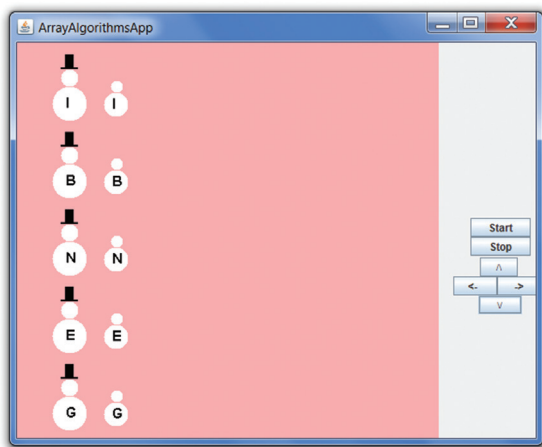 ArrayAlgorithmsApp
I I
B B
N N
Start
Stop
^
<- ->
v
E E
G G